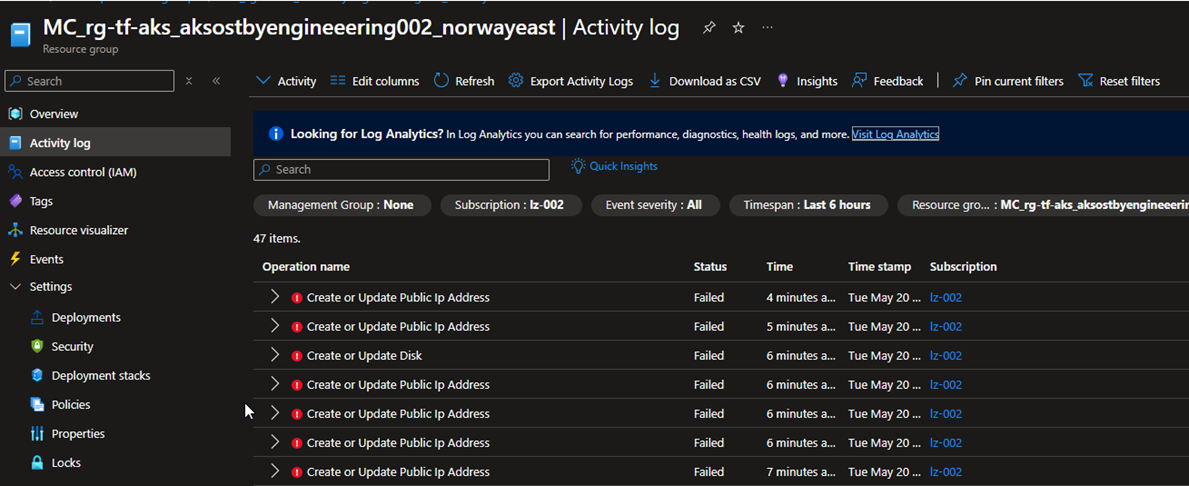 MC_rg-tf-aks_aksostbyengineeering002_norwayeast | Activity log
Resource group
Search
Activity Edit columns Refresh Export Activity Logs Download as CSV Insights Feedback Pin current filters Reset filters
Overview
Activity log
Access control (IAM)
Tags
Resource visualizer
Events
Settings
Deployments
Security
Deployment stacks
Policies
Properties
Locks
Looking for Log Analytics? In Log Analytics you can search for performance, diagnostics, health logs, and more. Visit Log Analytics
Search
Quick Insights
Management Group : None Subscription : lz-002 Event severity : All Timespan : Last 6 hours Resource gro... : MC_rg-tf-aks_aksostbyengineeerin
47 items.
Operation name Status Time Time stamp Subscription
Create or Update Public Ip Address Failed 4 minutes a... Tue May 20 ... lz-002
Create or Update Public Ip Address Failed 5 minutes a... Tue May 20 ... lz-002
Create or Update Disk Failed 6 minutes a... Tue May 20 ... lz-002
Create or Update Public Ip Address Failed 6 minutes a... Tue May 20 ... lz-002
Create or Update Public Ip Address Failed 6 minutes a... Tue May 20 ... lz-002
Create or Update Public Ip Address Failed 6 minutes a... Tue May 20 ... lz-002
Create or Update Public Ip Address Failed 7 minutes a... Tue May 20 ... lz-002